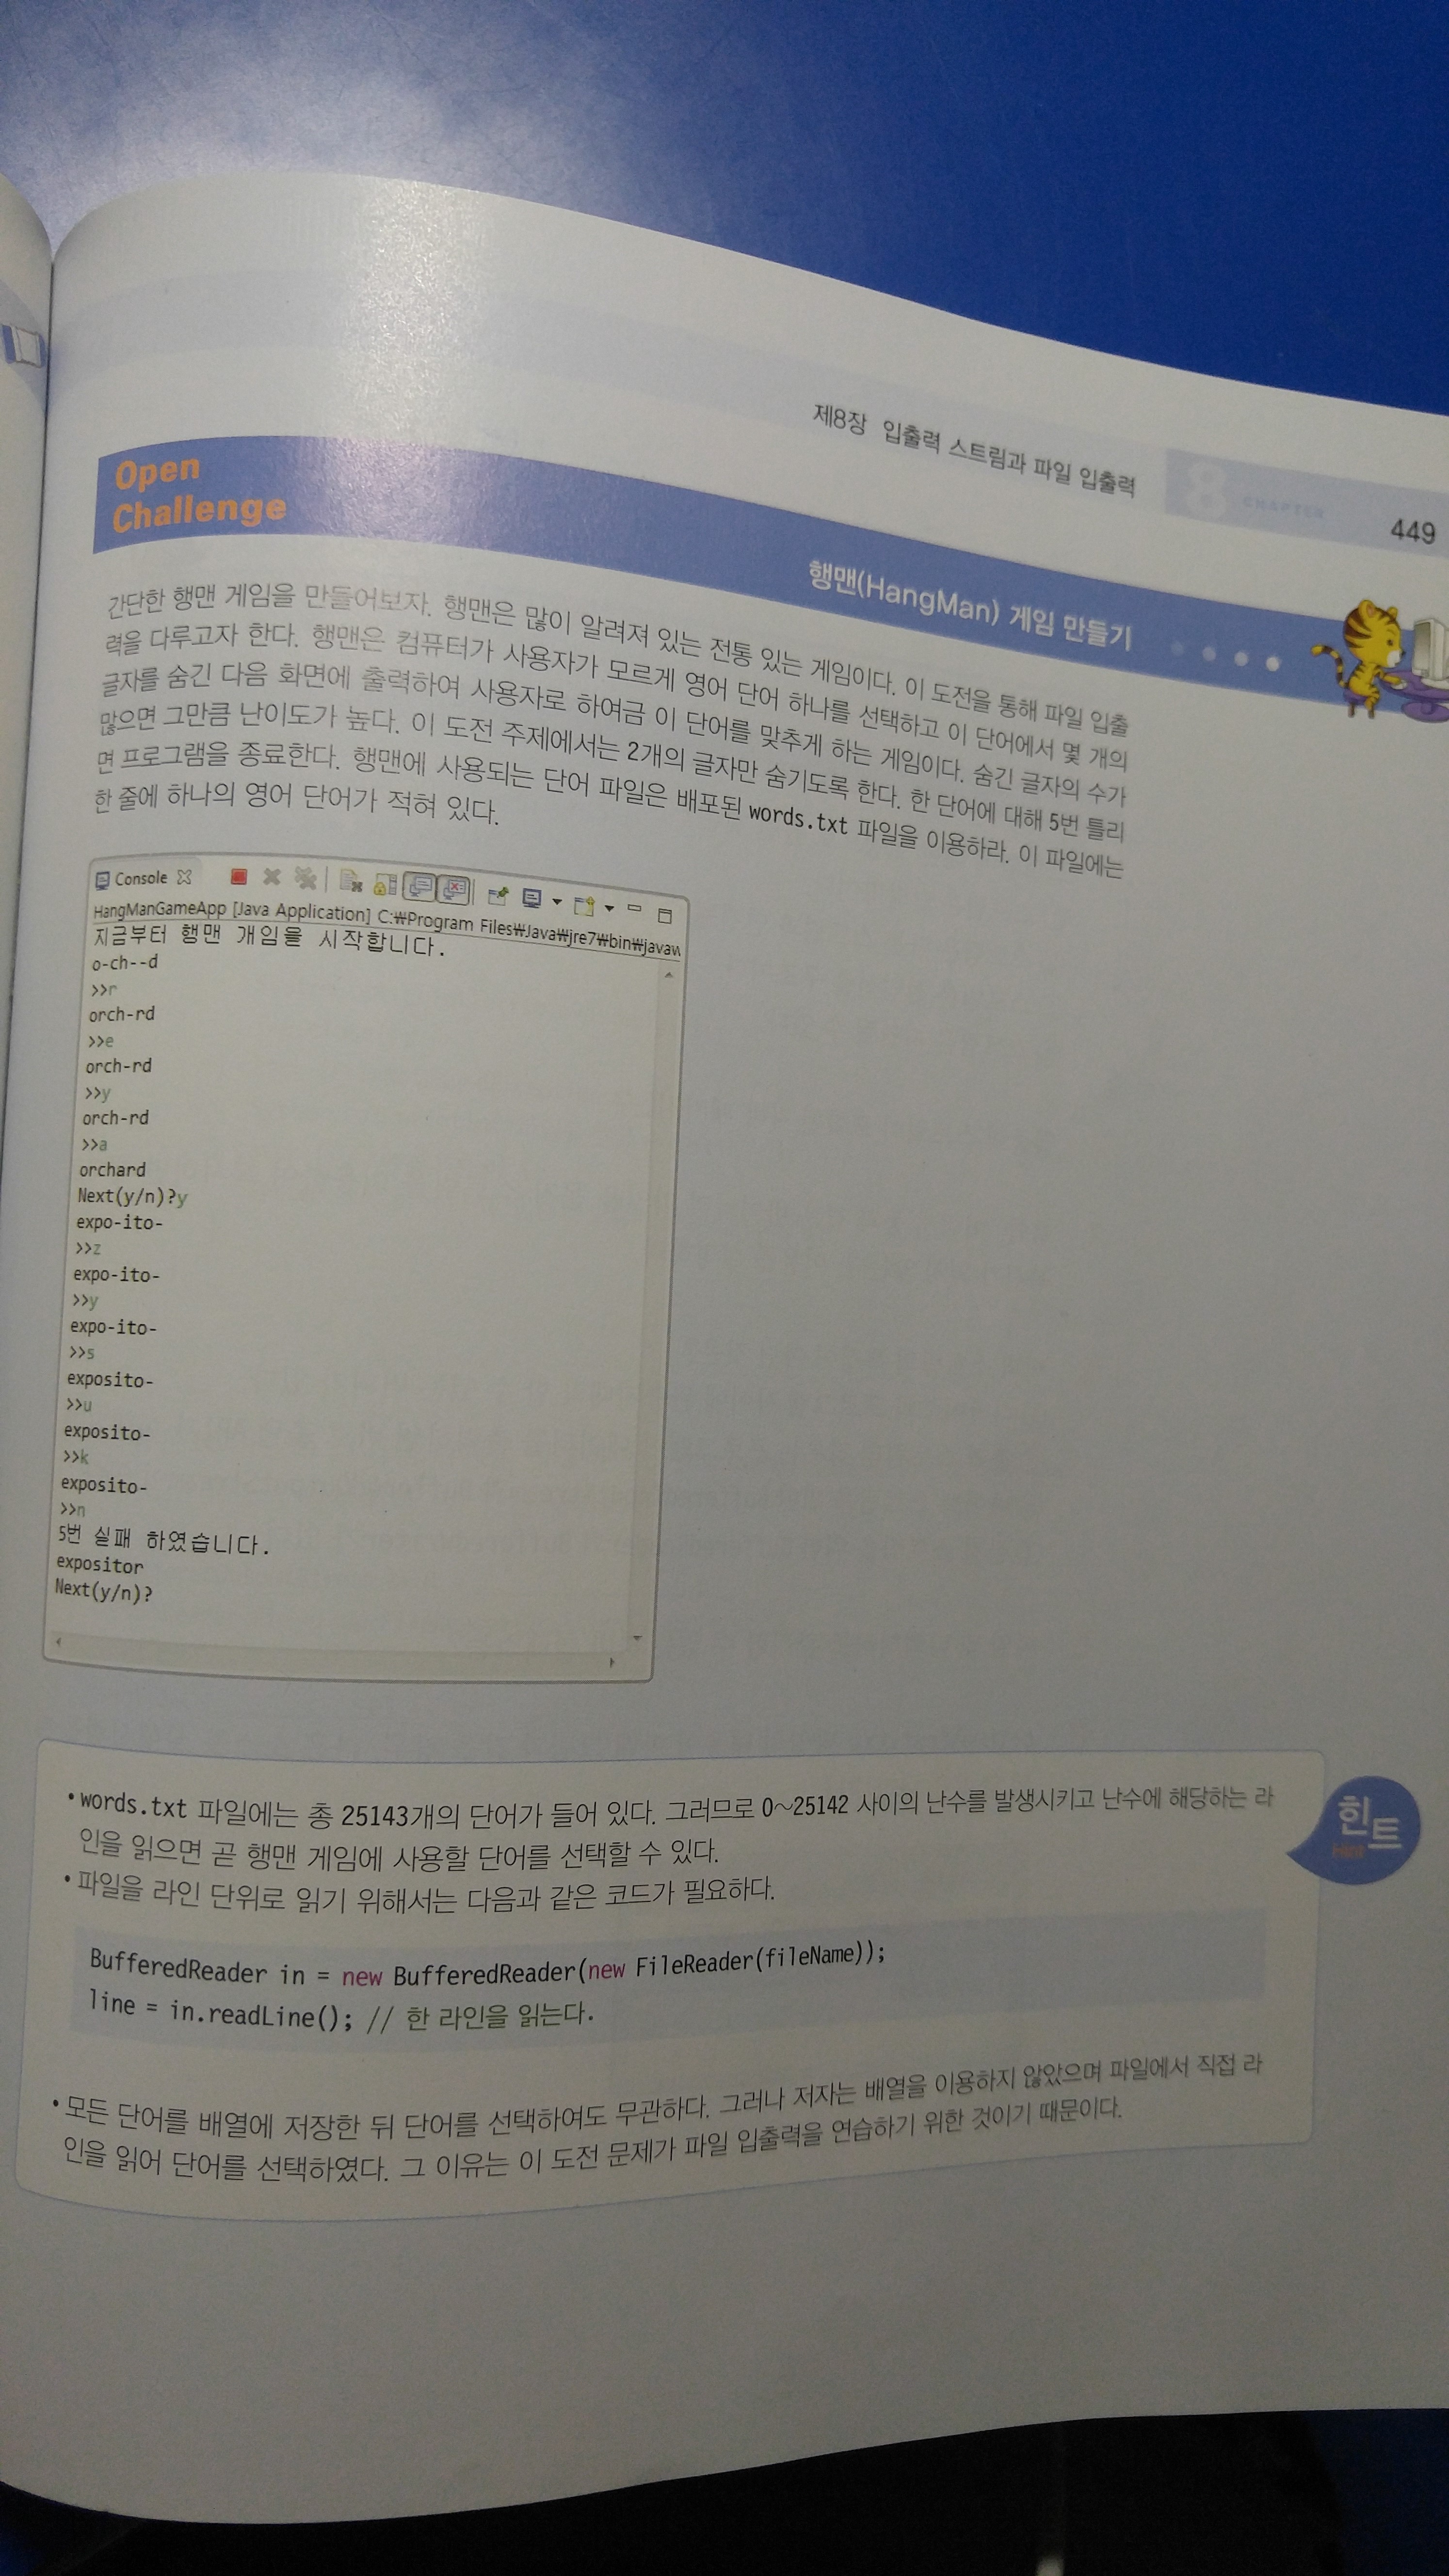 제8장 입출력 스트림과 파일 입출력
8 CHAPTER
449
Open
Challenge
행맨(HangMan) 게임 만들기
간단한 행맨 게임을 만들어보자. 행맨은 많이 알려져 있는 전통 있는 게임이다. 이 도전을 통해 파일 입출
력을 다루고자 한다. 행맨은 컴퓨터가 사용자가 모르게 영어 단어 하나를 선택하고 이 단어에서 몇 개의
글자를 숨긴 다음 화면에 출력하여 사용자로 하여금 이 단어를 맞추게 하는 게임이다. 숨긴 글자의 수가
많으면 그만큼 난이도가 높다. 이 도전 주제에서는 2개의 글자만 숨기도록 한다. 한 단어에 대해 5번 틀리
면 프로그램을 종료한다. 행맨에 사용되는 단어 파일은 배포된 words.txt 파일을 이용하라. 이 파일에는
한 줄에 하나의 영어 단어가 적혀 있다.
Console
HangManGameApp [Java Application] C:₩Program Files₩Java₩jre7₩bin₩javaw
지금부터 행맨 개임을 시작합니다.
o-ch--d
>>r
orch-rd
>>e
orch-rd
>>y
orch-rd
>>a
orchard
Next(y/n)?y
expo-ito-
>>z
expo-ito-
>>y
expo-ito-
>>s
exposito-
>>u
exposito-
>>k
exposito-
>>n
5번 실패 하였습니다.
expositor
Next(y/n)?
힌트
Hint
•words.txt 파일에는 총 25143개의 단어가 들어 있다. 그러므로 0~25142 사이의 난수를 발생시키고 난수에 해당하는 라
인을 읽으면 곧 행맨 게임에 사용할 단어를 선택할 수 있다.
•파일을 라인 단위로 읽기 위해서는 다음과 같은 코드가 필요하다.
BufferedReader in = new BufferedReader(new FileReader(fileName));
line = in.readLine(); // 한 라인을 읽는다.
•모든 단어를 배열에 저장한 뒤 단어를 선택하여도 무관하다. 그러나 저자는 배열을 이용하지 않았으며 파일에서 직접 라
인을 읽어 단어를 선택하였다. 그 이유는 이 도전 문제가 파일 입출력을 연습하기 위한 것이기 때문이다.